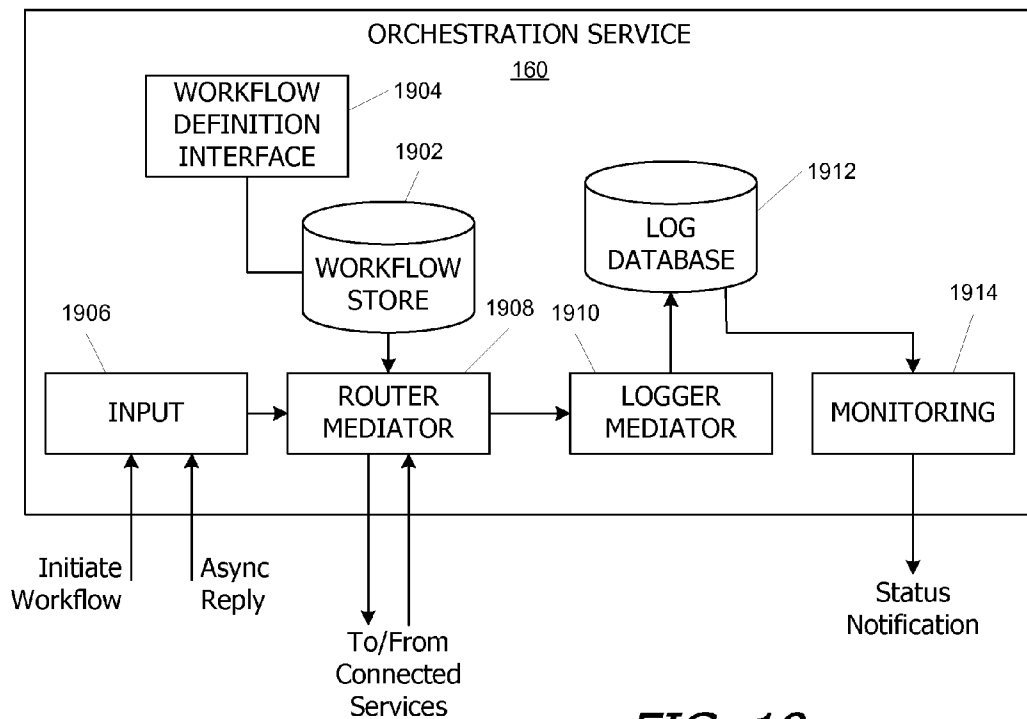 ORCHESTRATION SERVICE
160
WORKFLOW
DEFINITION
INTERFACE
1904
1902
WORKFLOW
STORE
LOG
DATABASE
1912
1906
INPUT
1908
ROUTER
MEDIATOR
1910
LOGGER
MEDIATOR
1914
MONITORING
Initiate
Workflow
Async
Reply
To/From
Connected
Services
Status
Notification